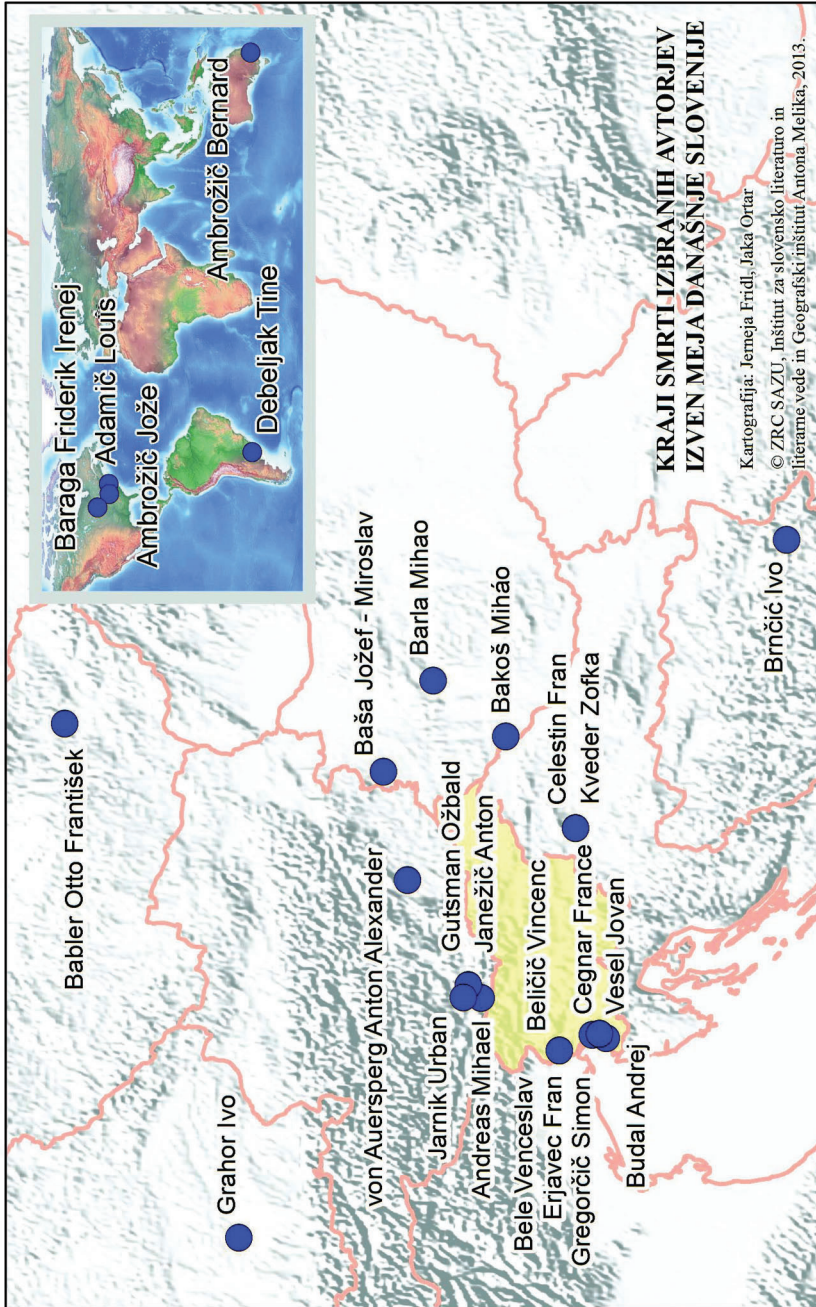 KRAJI SMRTI IZBRANIH AVTORJEV
IZVEN MEJA DANAŠNJE SLOVENIJE
Kartografija: Jerneja Fridl, Jaka Ortar
© ZRC SAZU, Inštitut za slovensko literaturo in
literarne vede in Geografski inštitut Antona Melika, 2013.
Baraga Friderik Irenej
Adamič Louis
Ambrožič Jože
Ambrožič Bernard
Debeljak Tine
Babler Otto František
Grahor Ivo
Baša Jožef - Miroslav
von Auersperg Anton Alexander
Barla Mihao
Gutsman Ožbald
Janežič Anton
Jarnik Urban
Andreas Mihael
Bakoš Miháo
Bele Venceslav
Beličič Vincenc
Erjavec Fran
Gregorčič Simon
Cegnar France
Vesel Jovan
Budal Andrej
Celestin Fran
Kveder Zofka
Brnčić Ivo